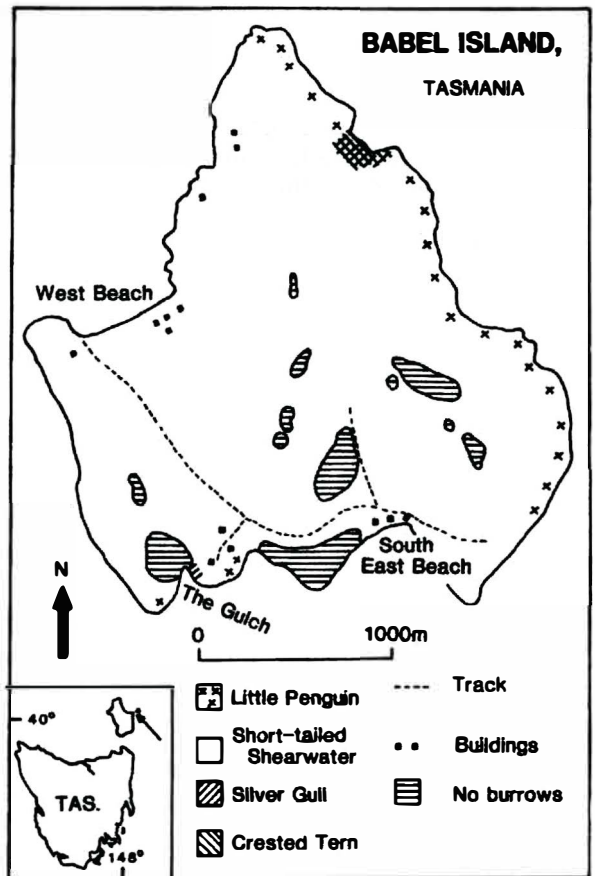 BABEL ISLAND,
TASMANIA
West Beach
South
East Beach
The Gulch
N
0 1000m
Little Penguin
Short-tailed
Shearwater
Silver Gull
Crested Tern
Track
Buildings
No burrows
40°
TAS.
148°